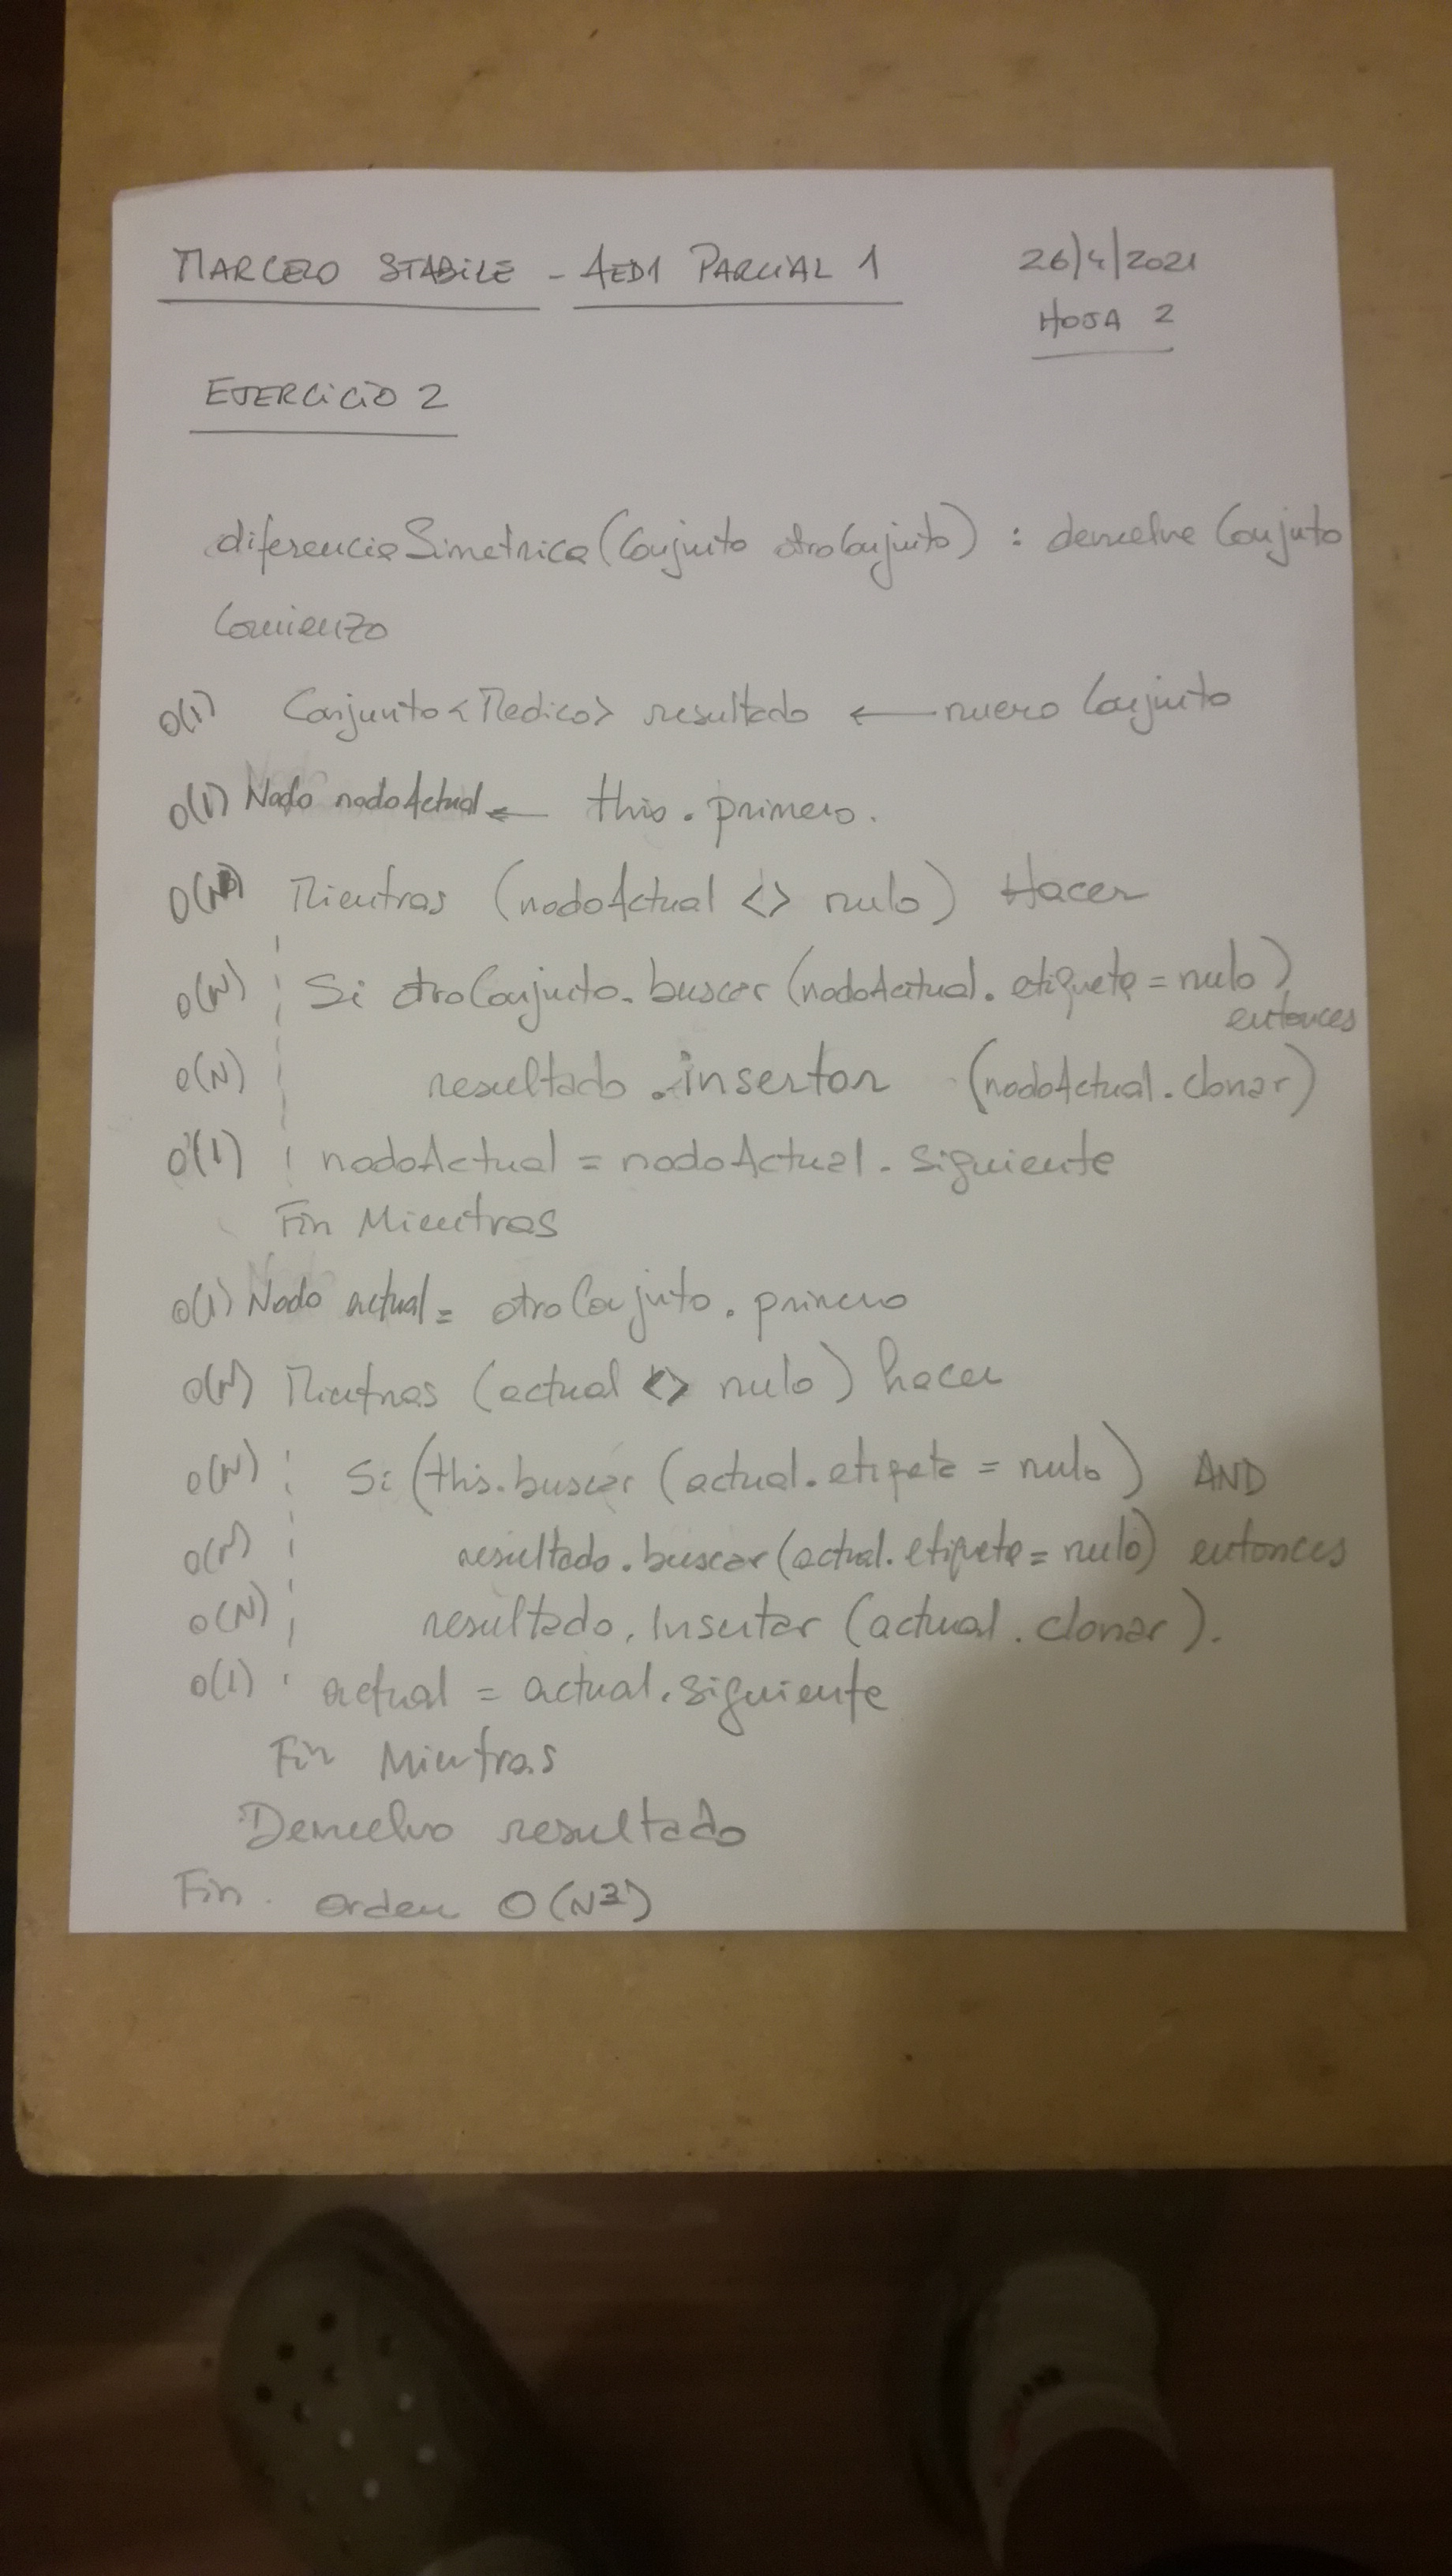 MARCELO STABILE - AED1 PARCIAL 1 26/4/2021
HOJA 2
EJERCICIO 2
diferenciaSimetrica (Conjunto otroConjunto) : devuelve Conjunto
Comienzo
O(1) Conjunto<Medico> resultado ← nuevo Conjunto
O(1) Nodo nodoActual ← this.primero.
O(N) Mientras (nodoActual <> nulo) Hacer
O(N) Si otroConjunto.buscar (nodoActual.etiqueta = nulo) entonces
O(N) resultado.insertar (nodoActual.clonar)
O(1) nodoActual = nodoActual.siguiente
Fin Mientras
O(1) Nodo actual = otroConjunto.primero
O(N) Mientras (actual <> nulo) hacer
O(N) Si (this.buscar (actual.etiqueta = nulo) AND
O(N) resultado.buscar (actual.etiqueta = nulo) entonces
O(N) resultado.Insertar (actual.clonar).
O(1) actual = actual.siguiente
Fin Mientras
Devuelvo resultado
Fin. orden O(N²)